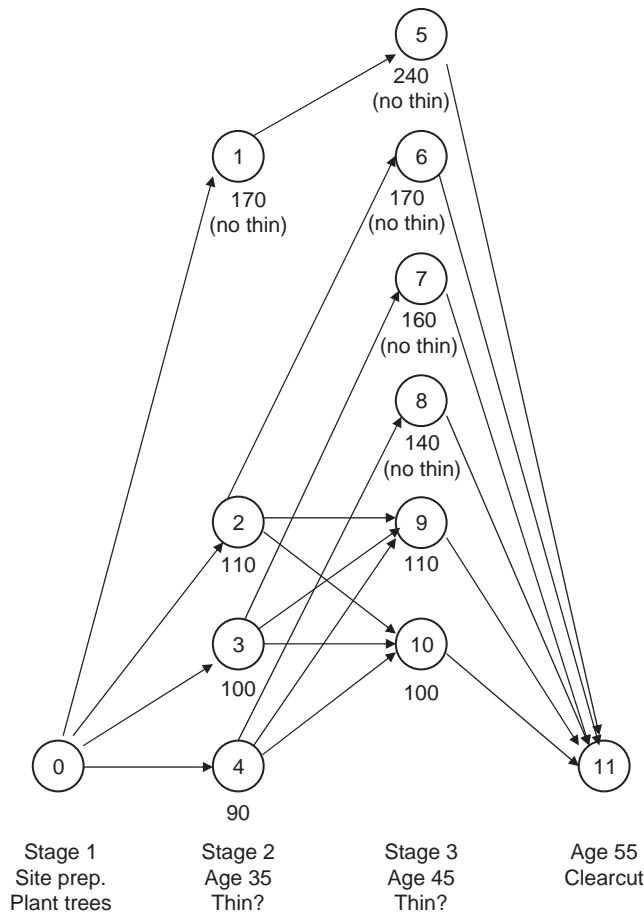 5
240
(no thin)
1
170
(no thin)
6
170
(no thin)
7
160
(no thin)
8
140
(no thin)
2
110
9
110
3
100
10
100
0
4
90
11
Stage 1
Site prep.
Plant trees
Stage 2
Age 35
Thin?
Stage 3
Age 45
Thin?
Age 55
Clearcut